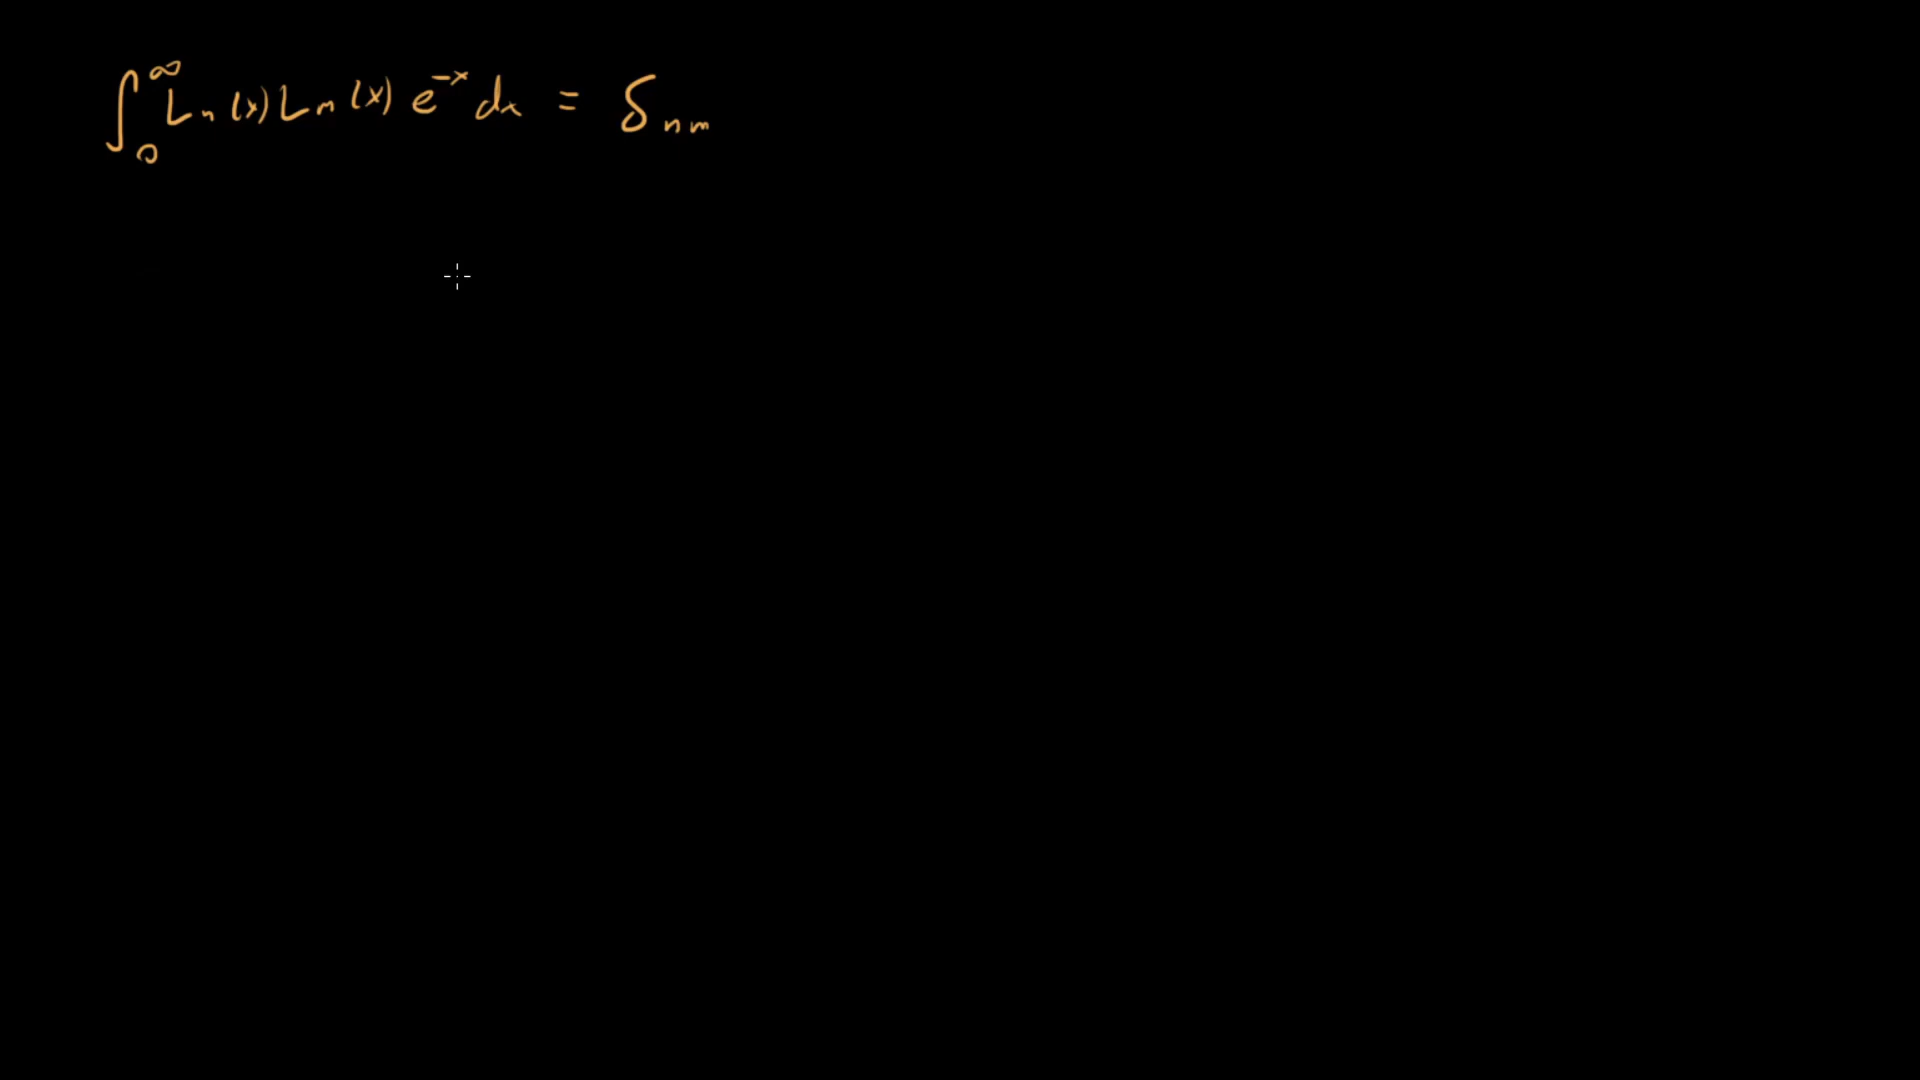 ∫₀^∞ Lₙ(x) Lₘ(x) e^{-x} dx = δₙₘ